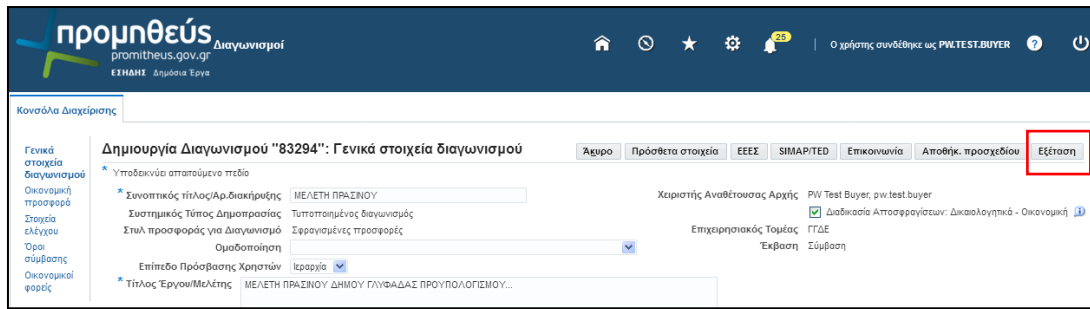 προμηθεύς Διαγωνισμοί
promitheus.gov.gr
ΕΣΗΔΗΣ Δημόσια Έργα
25
Ο χρήστης συνδέθηκε ως PW.TEST.BUYER ?
Κονσόλα Διαχείρισης
Γενικά
στοιχεία
διαγωνισμού
Οικονομική
προσφορά
Στοιχεία
ελέγχου
Όροι
σύμβασης
Οικονομικοί
φορείς
Δημιουργία Διαγωνισμού "83294": Γενικά στοιχεία διαγωνισμού
Άκυρο Πρόσθετα στοιχεία ΕΕΕΣ SIMAP/TED Επικοινωνία Αποθήκ. προσχεδίου Εξέταση
* Υποδεικνύει απαιτούμενο πεδίο
* Συνοπτικός τίτλος/Αρ.διακήρυξης ΜΕΛΕΤΗ ΠΡΑΣΙΝΟΥ
Συστημικός Τύπος Δημοπρασίας Τυποποιημένος διαγωνισμός
Στυλ προσφοράς για Διαγωνισμό Σφραγισμένες προσφορές
Ομαδοποίηση
Επίπεδο Πρόσβασης Χρηστών Ιεραρχία
* Τίτλος Έργου/Μελέτης ΜΕΛΕΤΗ ΠΡΑΣΙΝΟΥ ΔΗΜΟΥ ΓΛΥΦΑΔΑΣ ΠΡΟΥΠΟΛΟΓΙΣΜΟΥ...
Χειριστής Αναθέτουσας Αρχής PW Test Buyer, pw.test.buyer
Διαδικασία Αποσφραγίσεων: Δικαιολογητικά - Οικονομική i
Επιχειρησιακός Τομέας ΓΓΔΕ
Έκβαση Σύμβαση